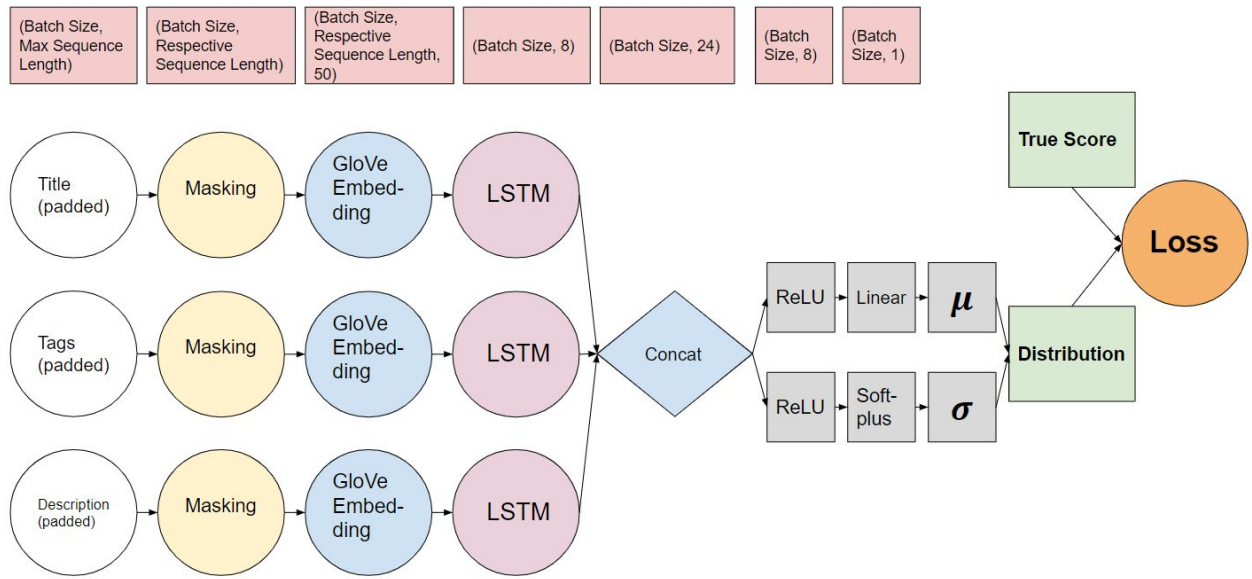 (Batch Size,
Max Sequence
Length)
(Batch Size,
Respective
Sequence Length)
(Batch Size,
Respective
Sequence Length,
50)
(Batch Size, 8)
(Batch Size, 24)
(Batch
Size, 8)
(Batch
Size, 1)
True Score
Loss
Title
(padded)
Masking
GloVe
Embed-
ding
LSTM
Tags
(padded)
Masking
GloVe
Embed-
ding
LSTM
Concat
ReLU
Linear
μ
ReLU
Soft-
plus
σ
Distribution
Description
(padded)
Masking
GloVe
Embed-
ding
LSTM